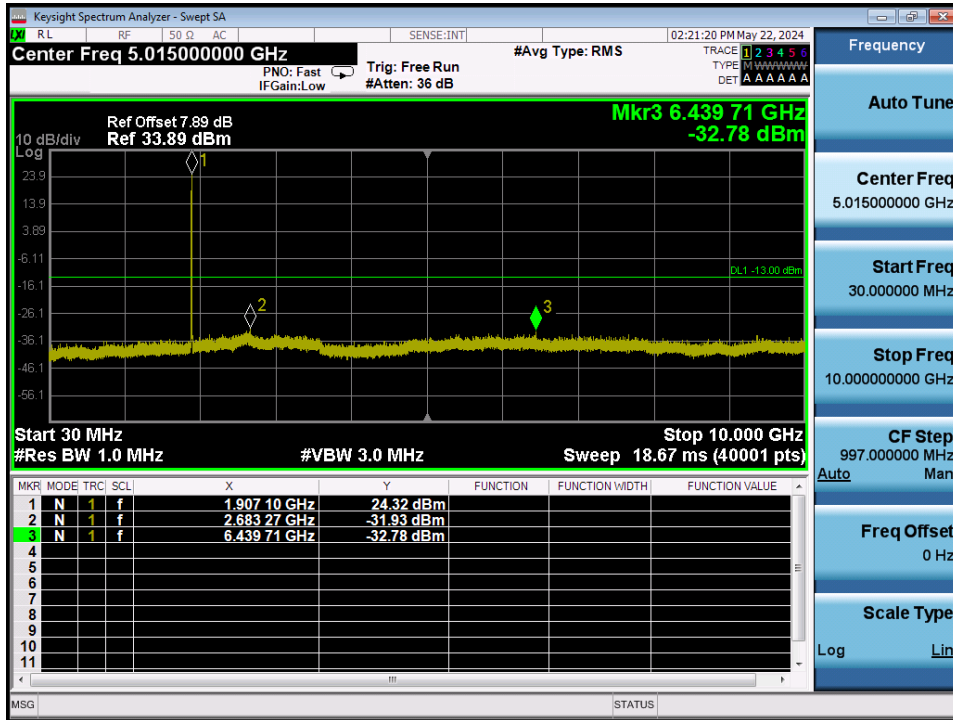 Keysight Spectrum Analyzer - Swept SA
LXI RL RF 50 Ω AC SENSE:INT 02:21:20 PM May 22, 2024
Center Freq 5.015000000 GHz
PNO: Fast
IFGain:Low
Trig: Free Run
#Atten: 36 dB
#Avg Type: RMS
TRACE 1 2 3 4 5 6
TYPE M W W W W W
DET A A A A A A
Mkr3 6.439 71 GHz
-32.78 dBm
Ref Offset 7.89 dB
Ref 33.89 dBm
10 dB/div
Log
23.9
13.9
3.89
-6.11
-16.1
-26.1
-36.1
-46.1
-56.1
1
2
3
DL1 -13.00 dBm
Start 30 MHz
Stop 10.000 GHz
#Res BW 1.0 MHz
#VBW 3.0 MHz
Sweep 18.67 ms (40001 pts)
MKR MODE TRC SCL X Y FUNCTION FUNCTION WIDTH FUNCTION VALUE
1 N 1 f 1.907 10 GHz 24.32 dBm
2 N 1 f 2.683 27 GHz -31.93 dBm
3 N 1 f 6.439 71 GHz -32.78 dBm
4
5
6
7
8
9
10
11
MSG
STATUS
Frequency
Auto Tune
Center Freq
5.015000000 GHz
Start Freq
30.000000 MHz
Stop Freq
10.000000000 GHz
CF Step
997.000000 MHz
Auto Man
Freq Offset
0 Hz
Scale Type
Log Lin